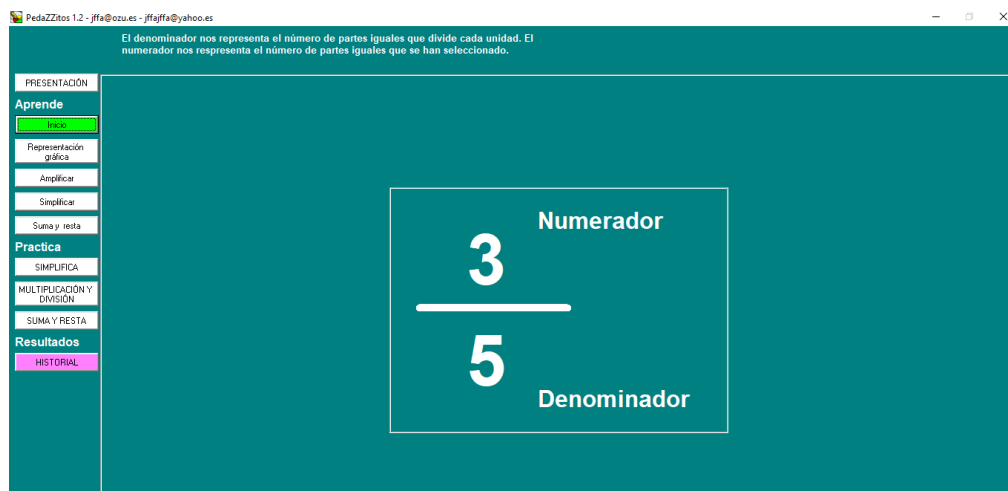 PedaZZitos 1.2 - jffa@ozu.es - jffajffa@yahoo.es
El denominador nos representa el número de partes iguales que divide cada unidad. El
numerador nos respresenta el número de partes iguales que se han seleccionado.
PRESENTACIÓN
Aprende
Inicio
Representación
gráfica
Amplificar
Simplificar
Suma y resta
Practica
SIMPLIFICA
MULTIPLICACIÓN Y
DIVISIÓN
SUMA Y RESTA
Resultados
HISTORIAL
Numerador
3
5
Denominador